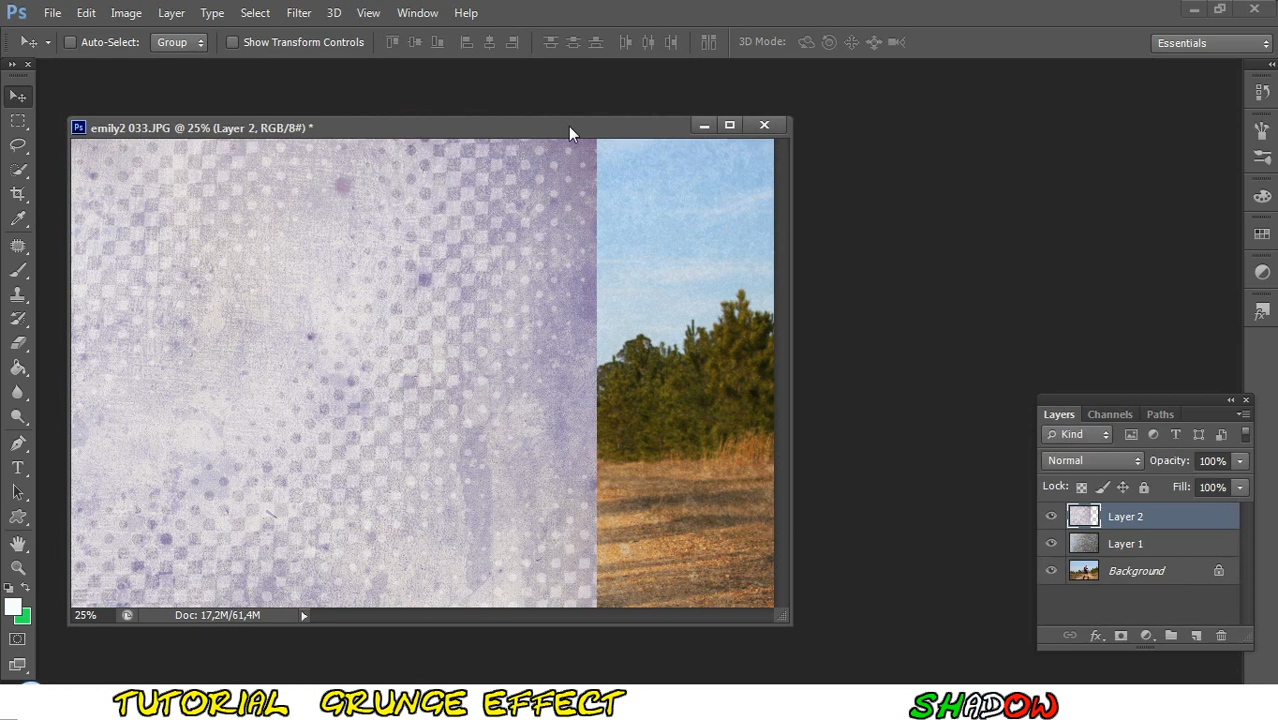 Ps File Edit Image Layer Type Select Filter 3D View Window Help
Auto-Select: Group Show Transform Controls 3D Mode: Essentials
Ps emily2 033.JPG @ 25% (Layer 2, RGB/8#) *
Layers Channels Paths
Kind T
Normal Opacity: 100%
Lock: Fill: 100%
Layer 2
Layer 1
Background
fx
25% Doc: 17,2M/61,4M
TUTORIAL GRUNGE EFFECT SHADOW